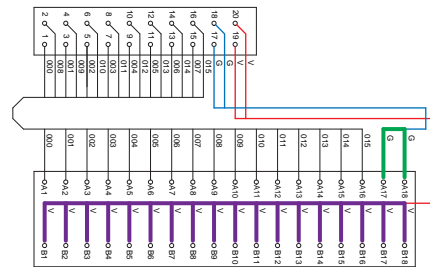 2 4 6 8 10 12 14 16 18 20
1 3 5 7 9 11 13 15 17 19
000 008 001 009 002 010 003 011 004 012 005 013 006 014 007 015 G G V V
000 001 002 003 004 005 006 007 008 009 010 011 012 013 014 015 G G
A1 A2 A3 A4 A5 A6 A7 A8 A9 A10 A11 A12 A13 A14 A15 A16 A17 A18
V V V V V V V V V V V V V V V V V V
B1 B2 B3 B4 B5 B6 B7 B8 B9 B10 B11 B12 B13 B14 B15 B16 B17 B18